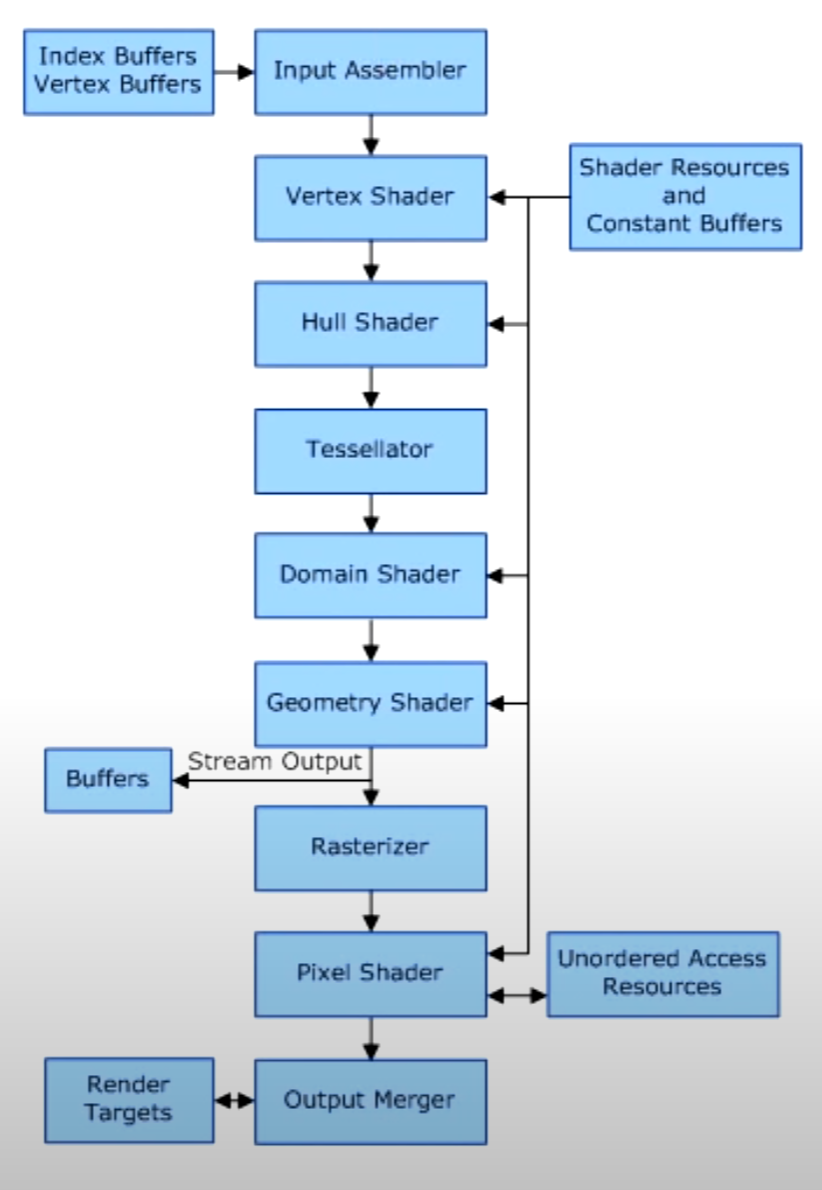 Index Buffers
Vertex Buffers
Input Assembler
Vertex Shader
Shader Resources
and
Constant Buffers
Hull Shader
Tessellator
Domain Shader
Geometry Shader
Stream Output
Buffers
Rasterizer
Pixel Shader
Unordered Access
Resources
Render
Targets
Output Merger